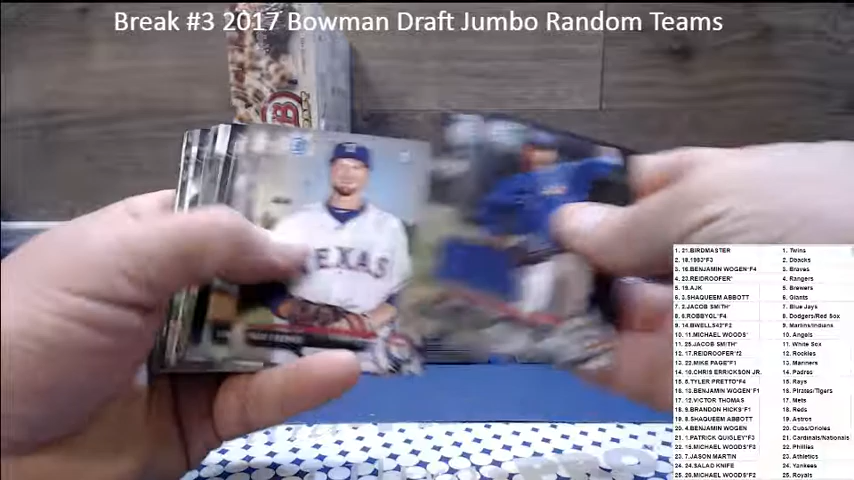 Break #3 2017 Bowman Draft Jumbo Random Teams
TEXAS
1. 21.BIRDMASTER 1. Twins
2. 18.1983*F3 2. Dbacks
3. 16.BENJAMIN WOGEN*F4 3. Braves
4. 23.REIDROOFER* 4. Rangers
5. 19.AJK 5. Brewers
6. 3.SHAQUEEM ABBOTT 6. Giants
7. 2.JACOB SMITH* 7. Blue Jays
8. 6.ROBBYOL*F4 8. Dodgers/Red Sox
9. 14.BWELLS42*F2 9. Marlins/Indians
10. 11.MICHAEL WOODS* 10. Angels
11. 25.JACOB SMITH* 11. White Sox
12. 17.REIDROOFER*f2 12. Rockies
13. 22.MIKE PAGE*F1 13. Mariners
14. 10.CHRIS ERRICKSON JR. 14. Padres
15. 5.TYLER PRETTO*F4 15. Rays
16. 13.BENJAMIN WOGEN*F1 16. Pirates/Tigers
17. 12.VICTOR THOMAS 17. Mets
18. 9.BRANDON HICKS*F1 18. Reds
19. 8.SHAQUEEM ABBOTT 19. Astros
20. 4.BENJAMIN WOGEN 20. Cubs/Orioles
21. 1.PATRICK QUIGLEY*F3 21. Cardinals/Nationals
22. 15.MICHAEL WOODS*F3 22. Phillies
23. 7.JASON MARTIN 23. Athletics
24. 24.SALAD KNIFE 24. Yankees
25. 20.MICHAEL WOODS*F2 25. Royals